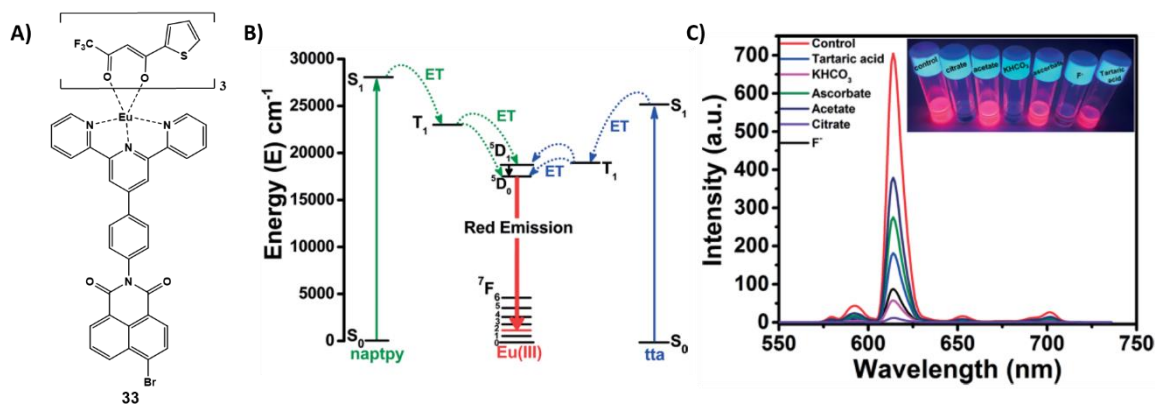 A)
F₃C
S
O
O
3
Eu
N
N
N
O
N
O
Br
33
B)
Energy (E) cm⁻¹
30000
25000
20000
15000
10000
5000
0
S₁
ET
T₁
ET
⁵D₁
⁵D₀
ET
ET
S₁
T₁
Red Emission
⁷F
6
5
4
3
2
1
0
S₀
S₀
naptpy
Eu(III)
tta
C)
Intensity (a.u.)
700
600
500
400
300
200
100
0
Control
Tartaric acid
KHCO₃
Ascorbate
Acetate
Citrate
F⁻
control
citrate
acetate
KHCO₃
ascorbate
F⁻
Tartaric
acid
550
600
650
700
750
Wavelength (nm)